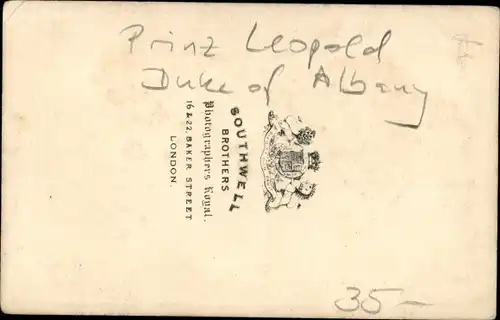 Prinz Leopold
Duke of Albany
SOUTHWELL
BROTHERS
Photographers Royal.
16 & 22, BAKER STREET
LONDON.
35-